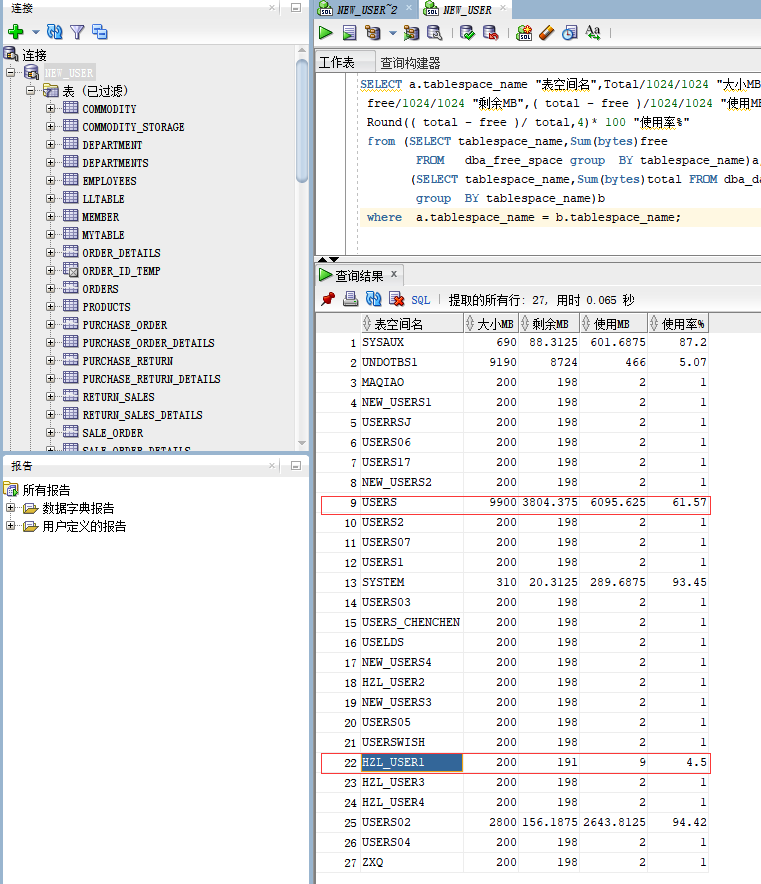 连接
连接
NEW_USER
表 (已过滤)
COMMODITY
COMMODITY_STORAGE
DEPARTMENT
DEPARTMENTS
EMPLOYEES
LLTABLE
MEMBER
MYTABLE
ORDER_DETAILS
ORDER_ID_TEMP
ORDERS
PRODUCTS
PURCHASE_ORDER
PURCHASE_ORDER_DETAILS
PURCHASE_RETURN
PURCHASE_RETURN_DETAILS
RETURN_SALES
RETURN_SALES_DETAILS
SALE_ORDER
SALE_ORDER_DETAILS
报告
所有报告
数据字典报告
用户定义的报告
NEW_USER~2 NEW_USER
工作表 查询构建器
SELECT a.tablespace_name "表空间名",Total/1024/1024 "大小MB
free/1024/1024 "剩余MB",( total - free )/1024/1024 "使用MB
Round(( total - free )/ total,4)* 100 "使用率%"
from (SELECT tablespace_name,Sum(bytes)free
FROM dba_free_space group BY tablespace_name)a,
(SELECT tablespace_name,Sum(bytes)total FROM dba_da
group BY tablespace_name)b
where a.tablespace_name = b.tablespace_name;
查询结果 x
SQL | 提取的所有行: 27, 用时 0.065 秒
表空间名 大小MB 剩余MB 使用MB 使用率%
1 SYSAUX 690 88.3125 601.6875 87.2
2 UNDOTBS1 9190 8724 466 5.07
3 MAQIAO 200 198 2 1
4 NEW_USERS1 200 198 2 1
5 USERRSJ 200 198 2 1
6 USERS06 200 198 2 1
7 USERS17 200 198 2 1
8 NEW_USERS2 200 198 2 1
9 USERS 9900 3804.375 6095.625 61.57
10 USERS2 200 198 2 1
11 USERS07 200 198 2 1
12 USERS1 200 198 2 1
13 SYSTEM 310 20.3125 289.6875 93.45
14 USERS03 200 198 2 1
15 USERS_CHENCHEN 200 198 2 1
16 USELDS 200 198 2 1
17 NEW_USERS4 200 198 2 1
18 HZL_USER2 200 198 2 1
19 NEW_USERS3 200 198 2 1
20 USERS05 200 198 2 1
21 USERSWISH 200 198 2 1
22 HZL_USER1 200 191 9 4.5
23 HZL_USER3 200 198 2 1
24 HZL_USER4 200 198 2 1
25 USERS02 2800 156.1875 2643.8125 94.42
26 USERS04 200 198 2 1
27 ZXQ 200 198 2 1